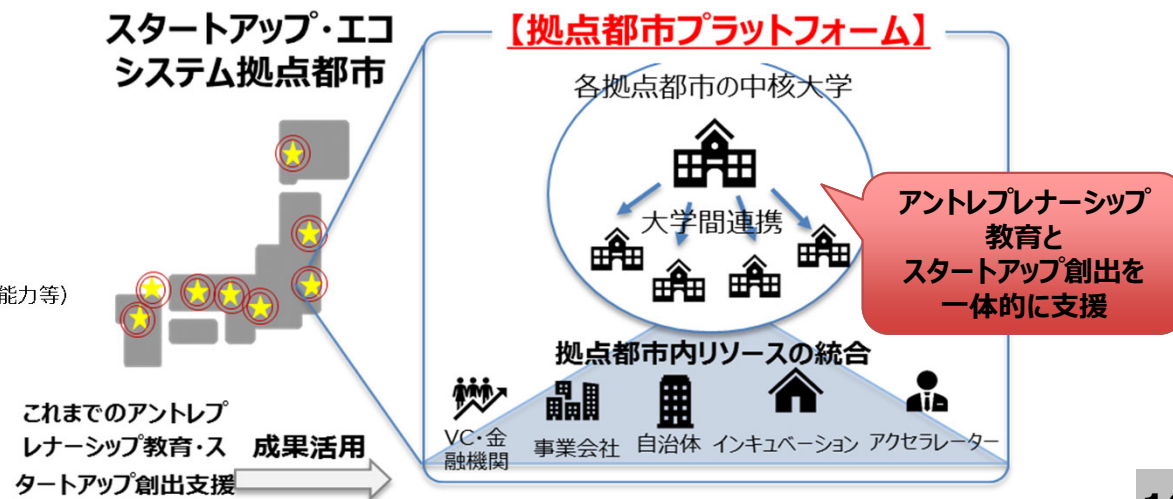 スタートアップ・エコ
システム拠点都市
【拠点都市プラットフォーム】
各拠点都市の中核大学
大学間連携
アントレプレナーシップ
教育と
スタートアップ創出を
一体的に支援
能力等)
拠点都市内リソースの統合
VC・金
融機関
事業会社
自治体
インキュベーション
アクセラレーター
これまでのアントレプ
レナーシップ教育・ス
タートアップ創出支援
成果活用